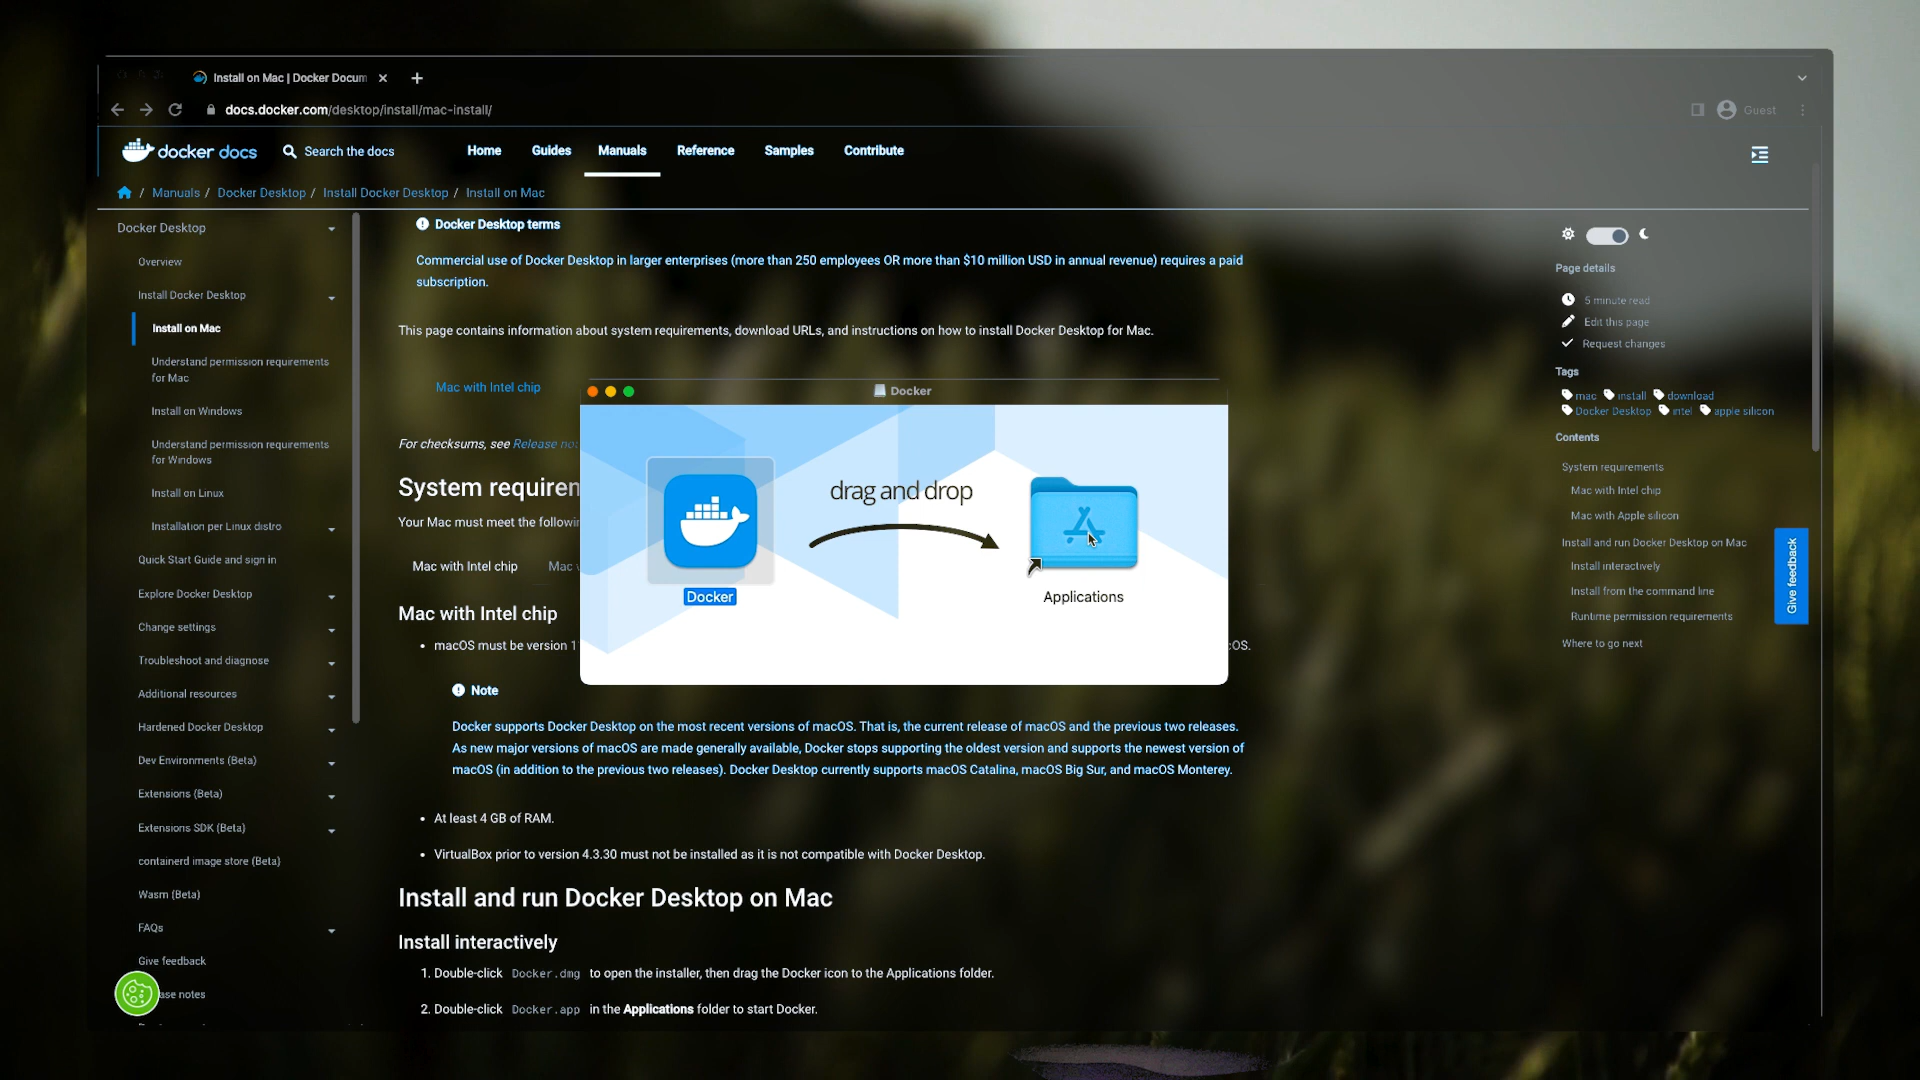 Install on Mac | Docker Docum
docs.docker.com/desktop/install/mac-install/
Guest
docker docs
Search the docs
Home
Guides
Manuals
Reference
Samples
Contribute
/ Manuals / Docker Desktop / Install Docker Desktop / Install on Mac
Docker Desktop
Overview
Install Docker Desktop
Install on Mac
Understand permission requirements
for Mac
Install on Windows
Understand permission requirements
for Windows
Install on Linux
Installation per Linux distro
Quick Start Guide and sign in
Explore Docker Desktop
Change settings
Troubleshoot and diagnose
Additional resources
Hardened Docker Desktop
Dev Environments (Beta)
Extensions (Beta)
Extensions SDK (Beta)
containerd image store (Beta)
Wasm (Beta)
FAQs
Give feedback
ase notes
Docker Desktop terms
Commercial use of Docker Desktop in larger enterprises (more than 250 employees OR more than $10 million USD in annual revenue) requires a paid
subscription.
This page contains information about system requirements, download URLs, and instructions on how to install Docker Desktop for Mac.
Mac with Intel chip
For checksums, see Release no
System requiren
Your Mac must meet the followin
Mac with Intel chip
Mac
Mac with Intel chip
• macOS must be version 1
OS.
Docker
drag and drop
Docker
Applications
Note
Docker supports Docker Desktop on the most recent versions of macOS. That is, the current release of macOS and the previous two releases.
As new major versions of macOS are made generally available, Docker stops supporting the oldest version and supports the newest version of
macOS (in addition to the previous two releases). Docker Desktop currently supports macOS Catalina, macOS Big Sur, and macOS Monterey.
• At least 4 GB of RAM.
• VirtualBox prior to version 4.3.30 must not be installed as it is not compatible with Docker Desktop.
Install and run Docker Desktop on Mac
Install interactively
1. Double-click Docker.dmg to open the installer, then drag the Docker icon to the Applications folder.
2. Double-click Docker.app in the Applications folder to start Docker.
Page details
5 minute read
Edit this page
Request changes
Tags
mac install download
Docker Desktop intel apple silicon
Contents
System requirements
Mac with Intel chip
Mac with Apple silicon
Install and run Docker Desktop on Mac
Install interactively
Install from the command line
Runtime permission requirements
Where to go next
Give feedback